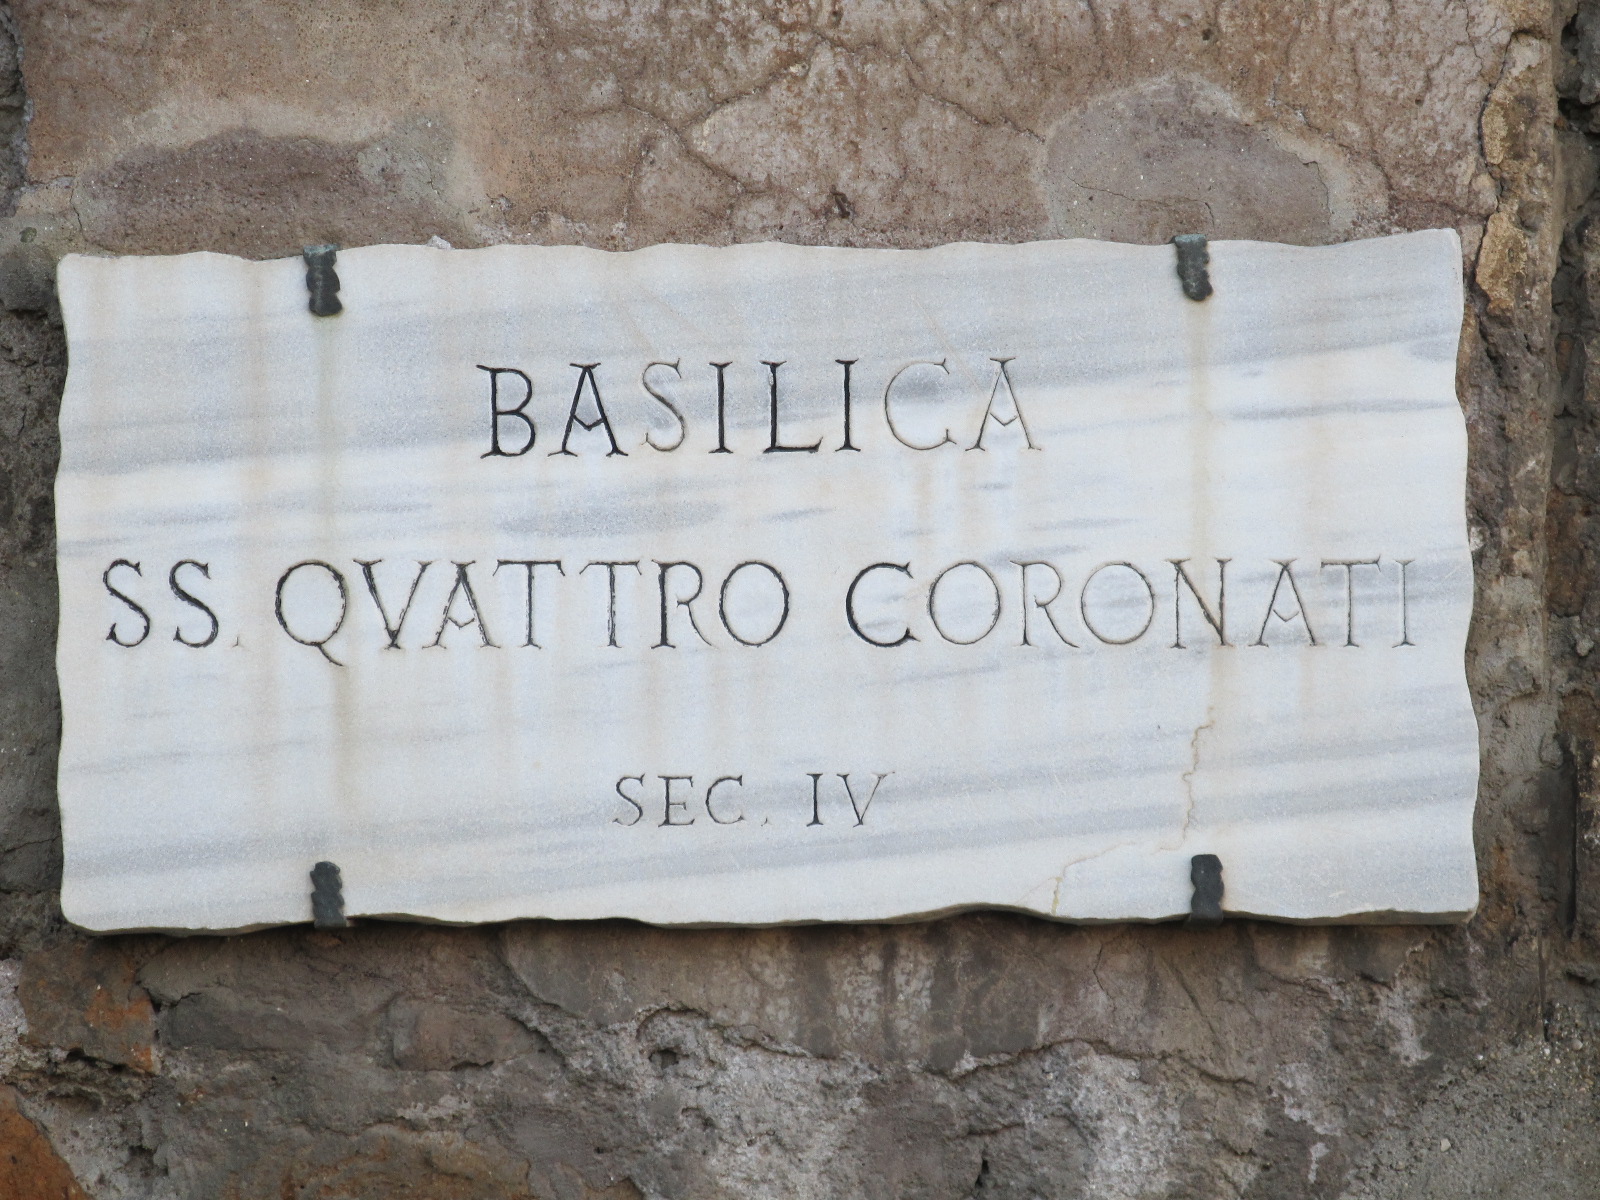 BASILICA
SS. QVATTRO CORONATI
SEC. IV